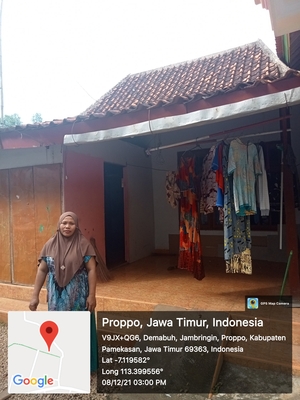 GPS Map Camera
Proppo, Jawa Timur, Indonesia
V9JX+QG6, Demabuh, Jambringin, Proppo, Kabupaten
Pamekasan, Jawa Timur 69363, Indonesia
Lat -7.119582°
Long 113.399556°
08/12/21 03:00 PM
Google